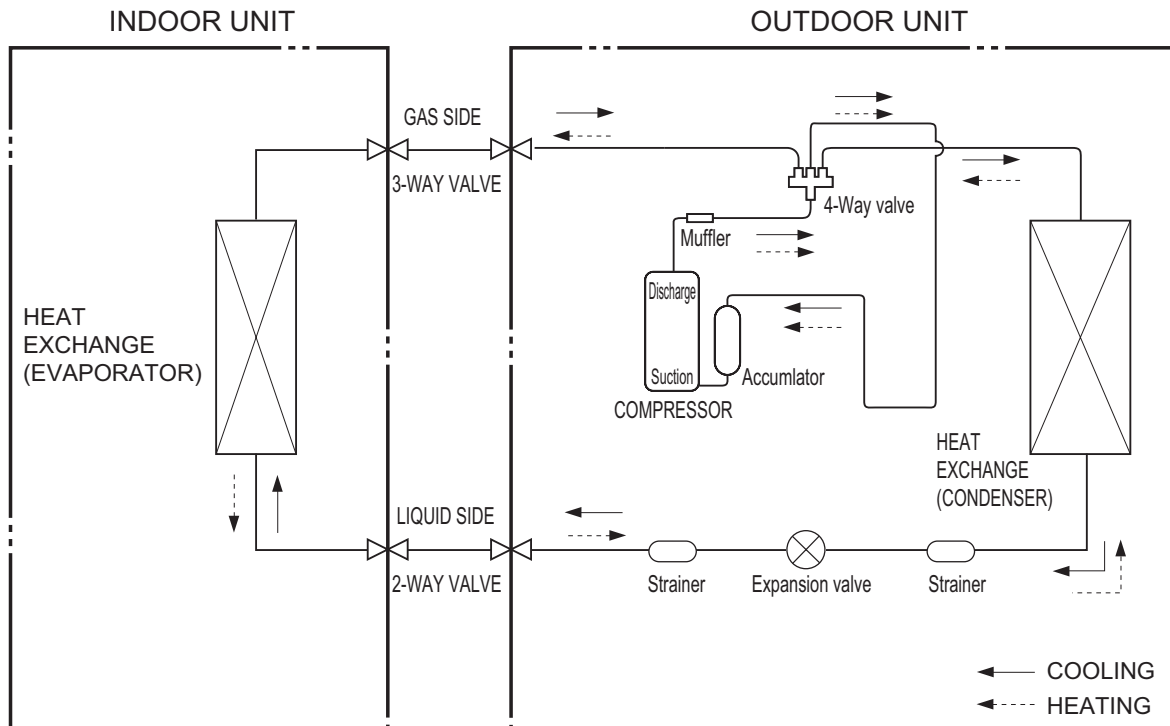 INDOOR UNIT
OUTDOOR UNIT
GAS SIDE
3-WAY VALVE
4-Way valve
Muffler
Discharge
HEAT
EXCHANGE
(EVAPORATOR)
Suction
Accumlator
COMPRESSOR
HEAT
EXCHANGE
(CONDENSER)
LIQUID SIDE
2-WAY VALVE
Strainer
Expansion valve
Strainer
COOLING
HEATING